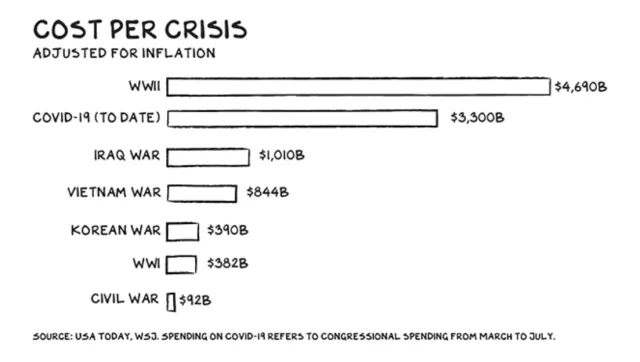 COST PER CRISIS
ADJUSTED FOR INFLATION
WWII $4,690B
COVID-19 (TO DATE) $3,300B
IRAQ WAR $1,010B
VIETNAM WAR $844B
KOREAN WAR $390B
WWI $382B
CIVIL WAR $92B
SOURCE: USA TODAY, WSJ. SPENDING ON COVID-19 REFERS TO CONGRESSIONAL SPENDING FROM MARCH TO JULY.